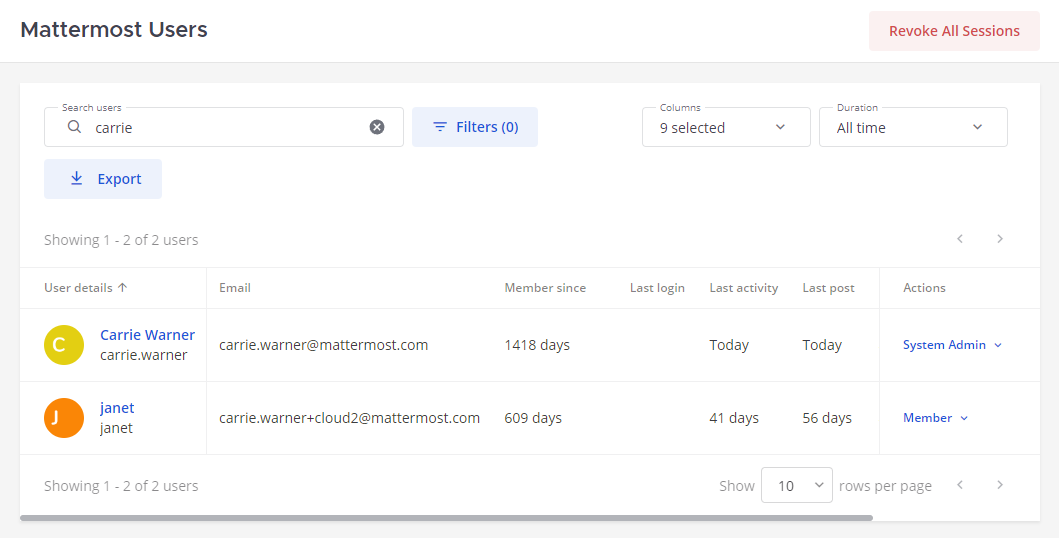 Mattermost Users
Revoke All Sessions
Search users
carrie
Filters (0)
Columns
9 selected
Duration
All time
Export
Showing 1 - 2 of 2 users
User details
Email
Member since
Last login
Last activity
Last post
Actions
C
Carrie Warner
carrie.warner
carrie.warner@mattermost.com
1418 days
Today
Today
System Admin
J
janet
janet
carrie.warner+cloud2@mattermost.com
609 days
41 days
56 days
Member
Showing 1 - 2 of 2 users
Show
10
rows per page